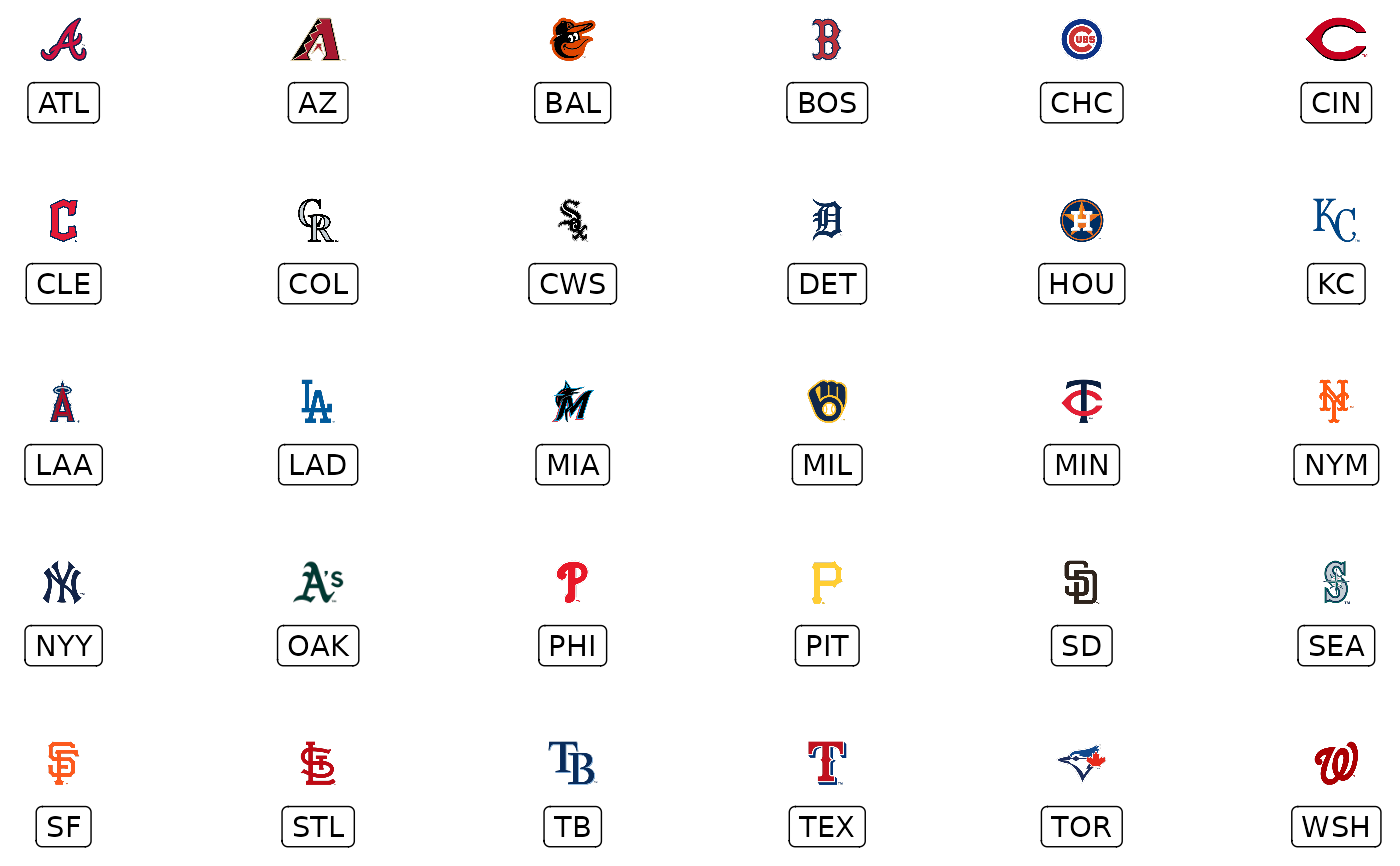 ATL AZ BAL BOS CHC CIN
CLE COL CWS DET HOU KC
LAA LAD MIA MIL MIN NYM
NYY OAK PHI PIT SD SEA
SF STL TB TEX TOR WSH